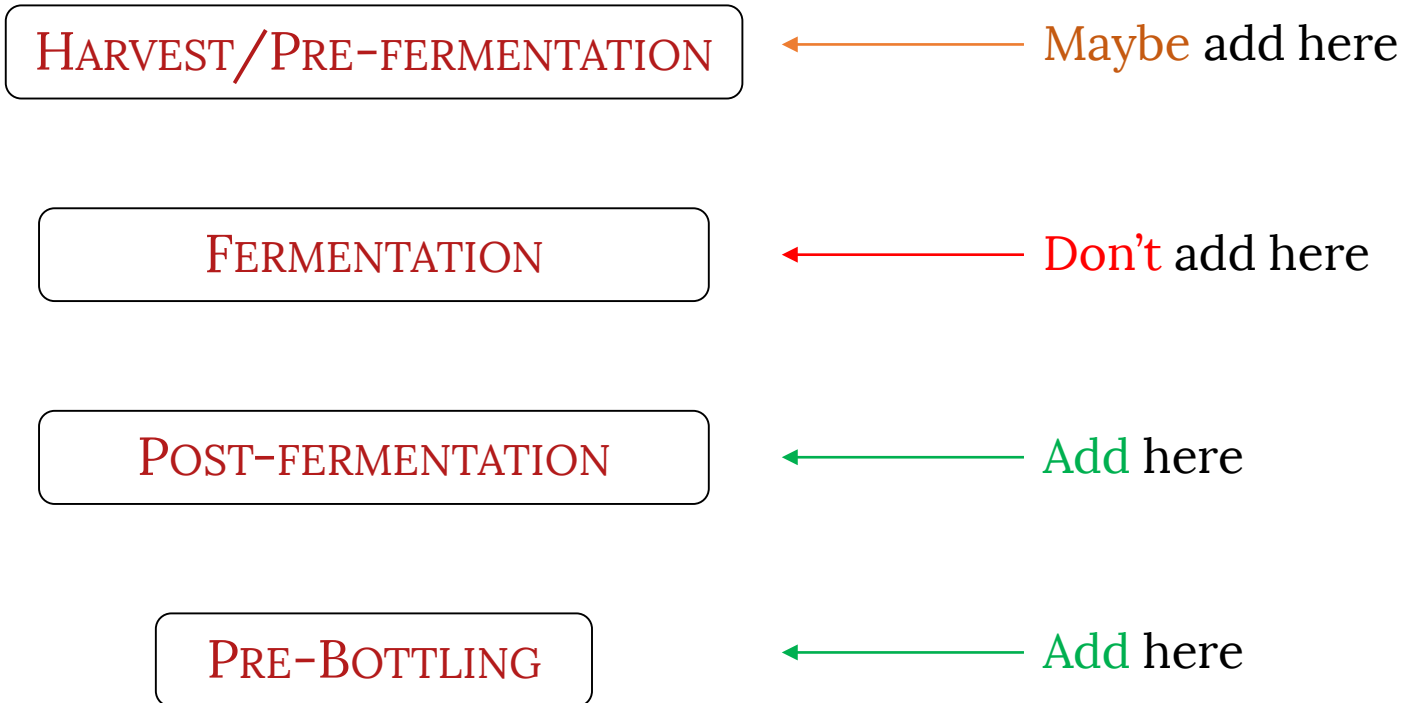 HARVEST/PRE-FERMENTATION Maybe add here
FERMENTATION Don’t add here
POST-FERMENTATION Add here
PRE-BOTTLING Add here